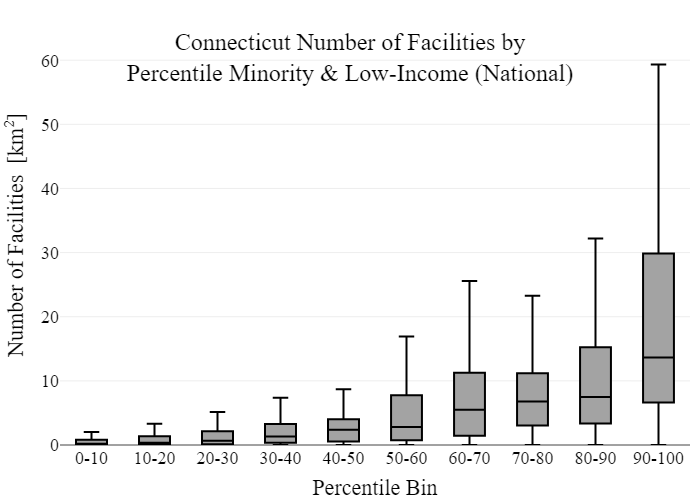 Connecticut Number of Facilities by
Percentile Minority & Low-Income (National)
Number of Facilities [km²]
60
50
40
30
20
10
0
0-10 10-20 20-30 30-40 40-50 50-60 60-70 70-80 80-90 90-100
Percentile Bin